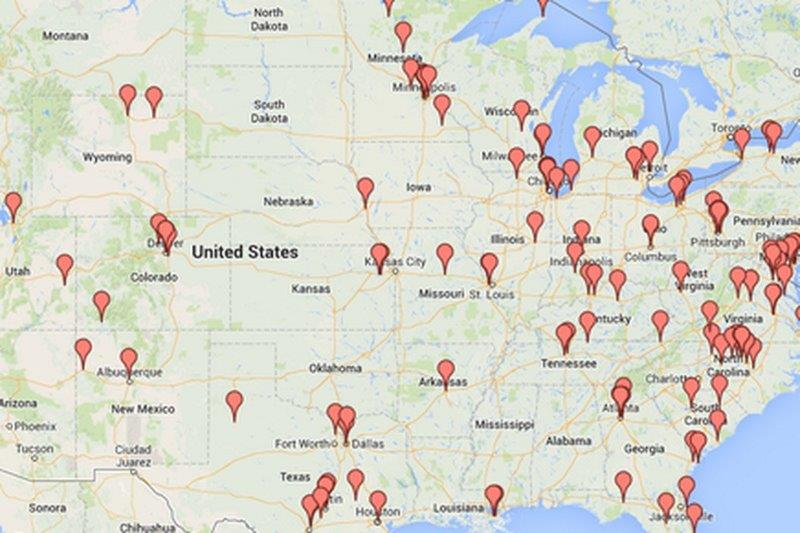 North
Dakota
Montana
Minnesota
Minneapolis
South
Dakota
Wisconsin
Michigan
Toronto
Wyoming
Milwaukee
Detroit
Chicago
Iowa
Nebraska
Pennsylvania
Illinois
Indiana
Ohio
Pittsburgh
Denver
United States
Indianapolis
Columbus
Utah
Colorado
Kansas City
West
Virginia
Kansas
Missouri
St. Louis
Kentucky
Virginia
Tennessee
North
Carolina
Oklahoma
Albuquerque
Arkansas
Charlotte
Arizona
New Mexico
Atlanta
South
Carolina
Phoenix
Mississippi
Alabama
Georgia
Tucson
Ciudad
Juarez
Fort Worth
Dallas
Texas
Austin
Houston
Louisiana
Jacksonville
Sonora
Chihuahua